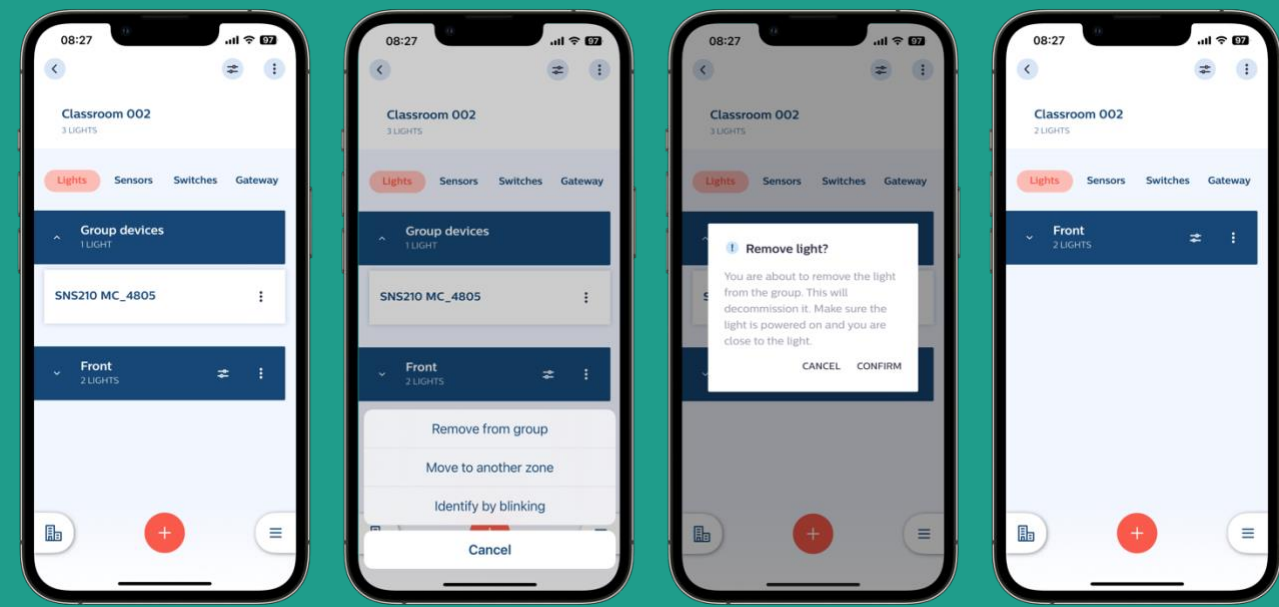 08:27
97
Classroom 002
3 LIGHTS
Lights Sensors Switches Gateway
Group devices
1 LIGHT
SNS210 MC_4805
Front
2 LIGHTS
08:27
97
Classroom 002
3 LIGHTS
Lights Sensors Switches Gateway
Group devices
1 LIGHT
SNS210 MC_4805
Front
2 LIGHTS
Remove from group
Move to another zone
Identify by blinking
Cancel
08:27
97
Classroom 002
3 LIGHTS
Lights Sensors Switches Gateway
Remove light?
You are about to remove the light
from the group. This will
decommission it. Make sure the
light is powered on and you are
close to the light.
CANCEL CONFIRM
08:27
97
Classroom 002
2 LIGHTS
Lights Sensors Switches Gateway
Front
2 LIGHTS